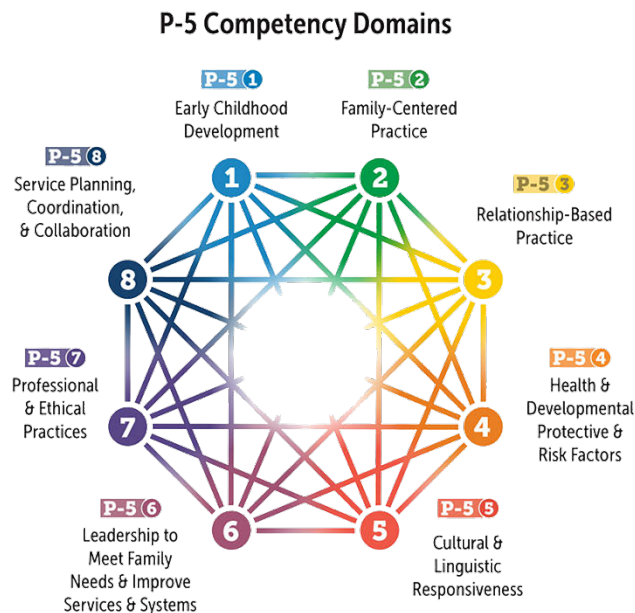 P-5 Competency Domains
P-5 1
Early Childhood
Development
P-5 2
Family-Centered
Practice
P-5 3
Relationship-Based
Practice
P-5 4
Health &
Developmental
Protective &
Risk Factors
P-5 5
Cultural &
Linguistic
Responsiveness
P-5 6
Leadership to
Meet Family
Needs & Improve
Services & Systems
P-5 7
Professional
& Ethical
Practices
P-5 8
Service Planning,
Coordination,
& Collaboration
1
2
3
4
5
6
7
8